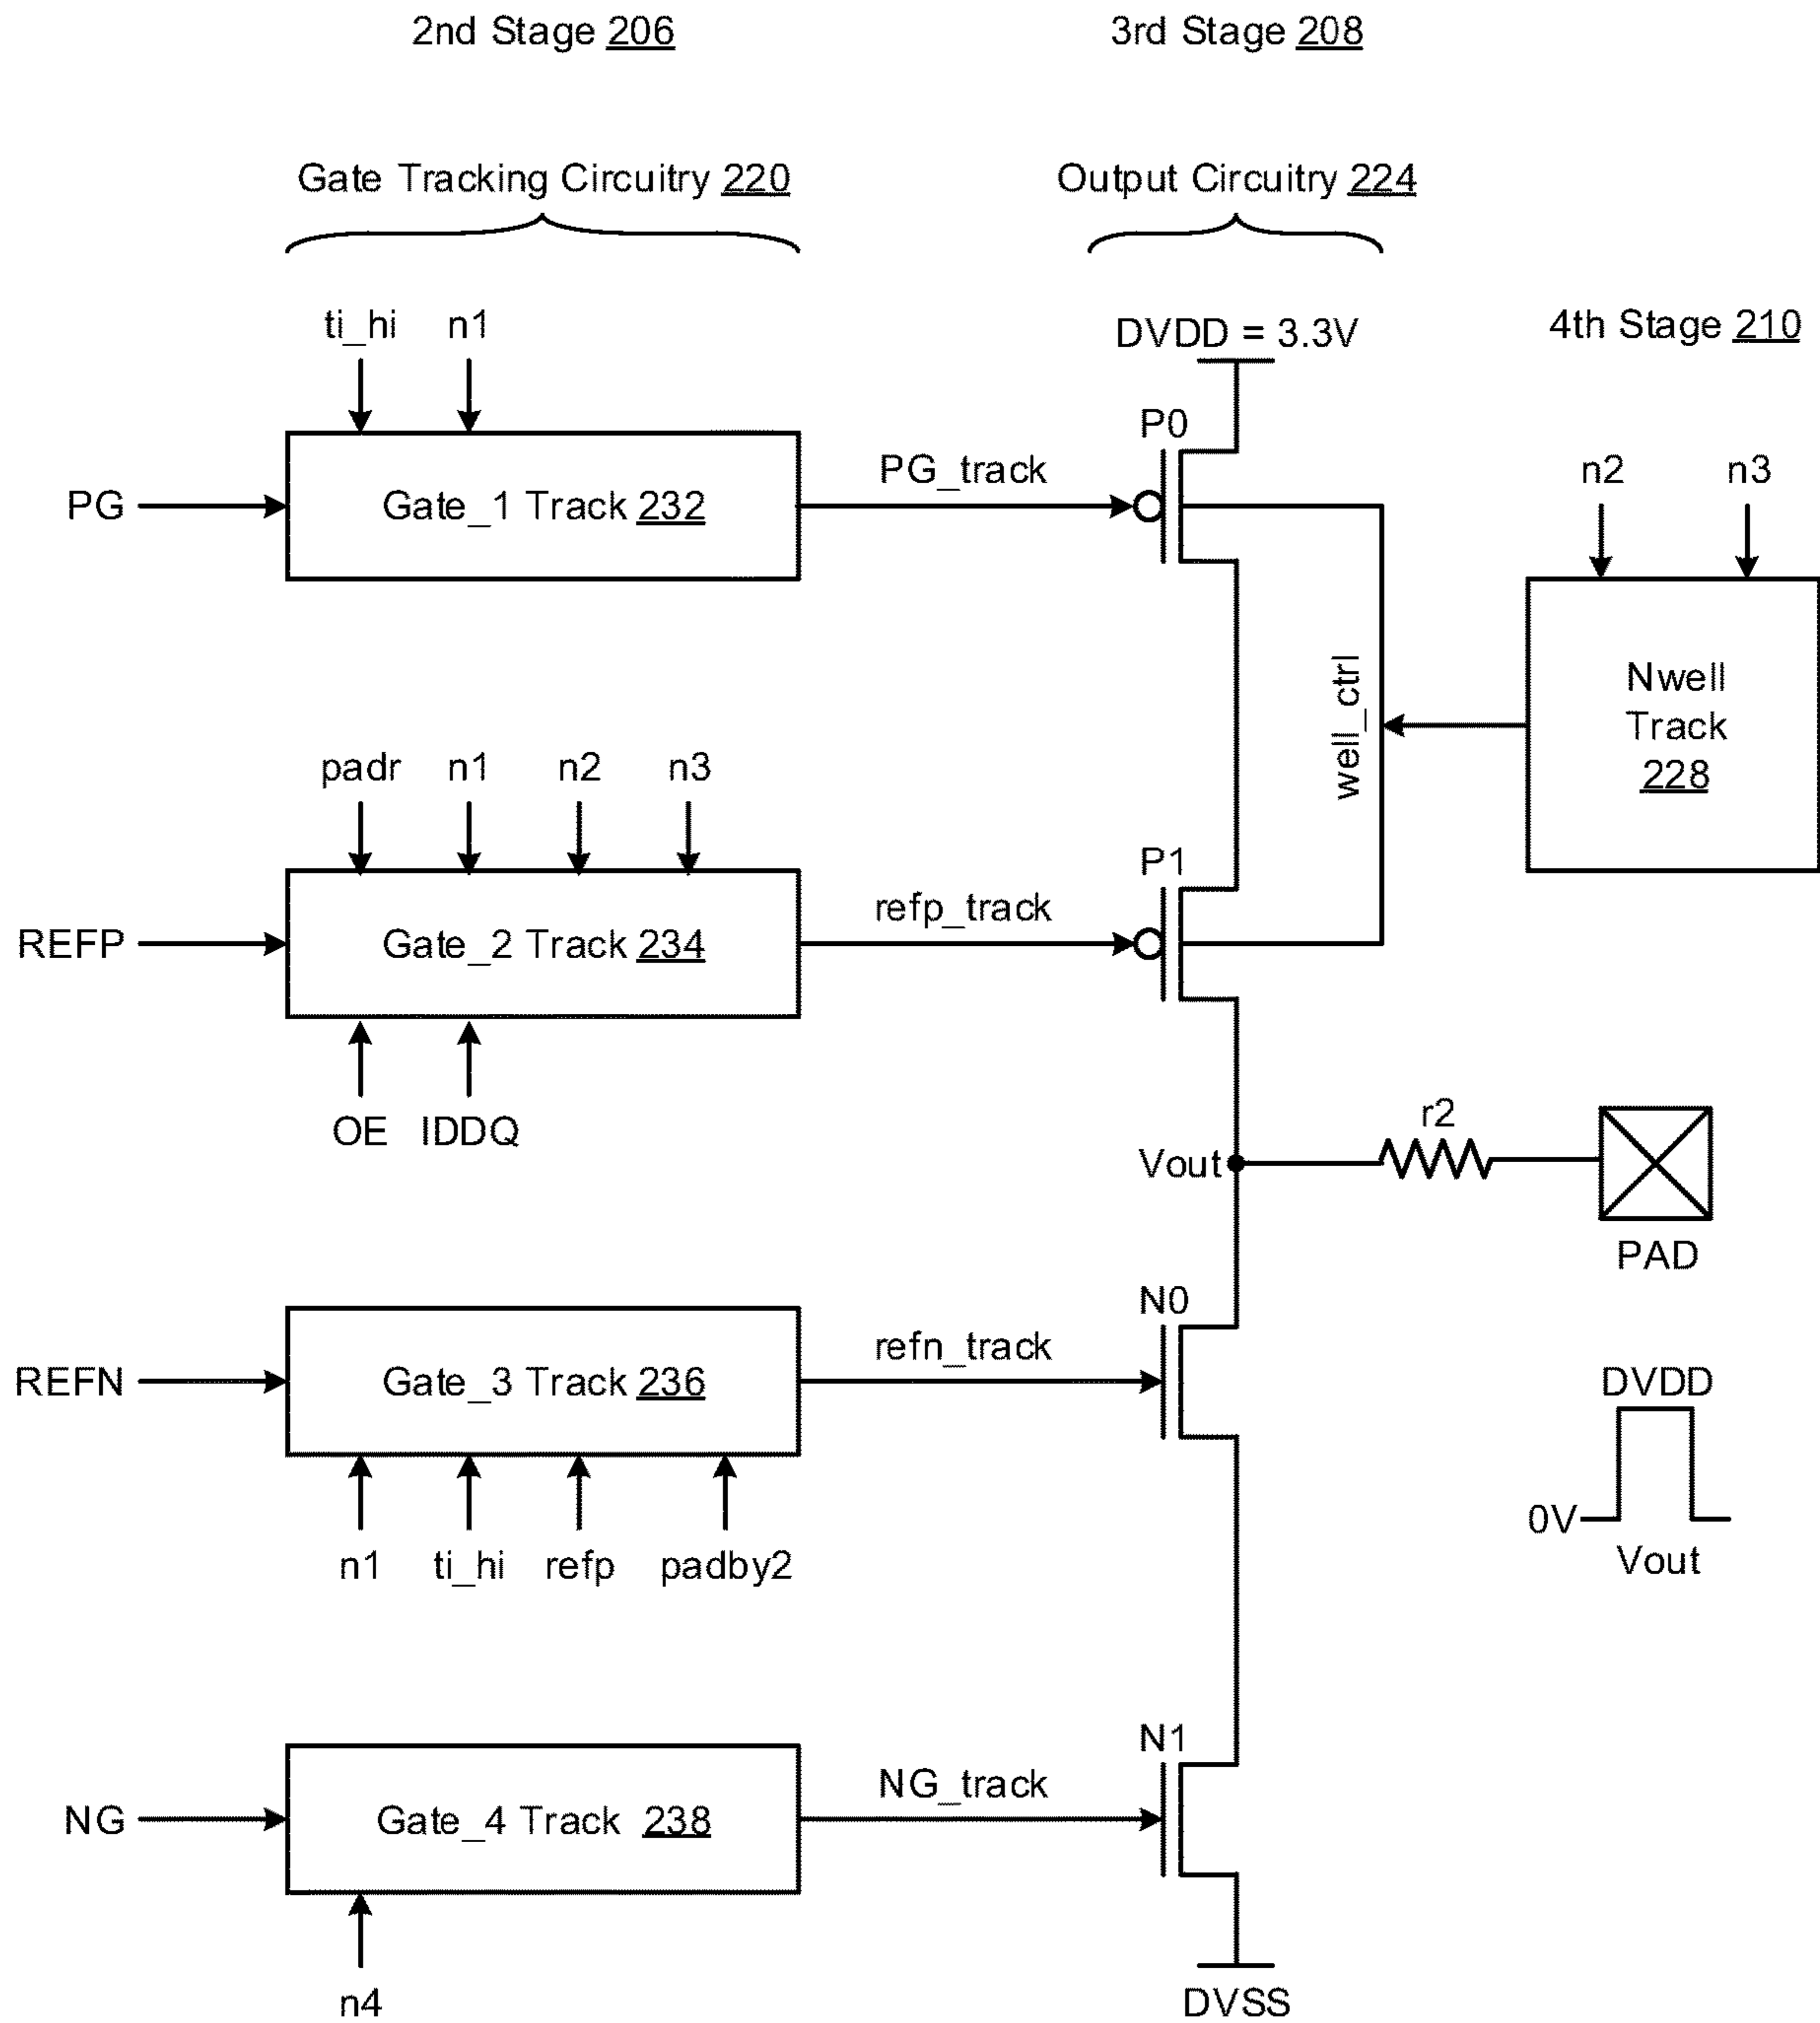 2nd Stage 206
3rd Stage 208
Gate Tracking Circuitry 220
Output Circuitry 224
4th Stage 210
ti_hi
n1
DVDD = 3.3V
P0
PG
Gate_1 Track 232
PG_track
n2
n3
well_ctrl
Nwell
Track
228
padr
n1
n2
n3
P1
REFP
Gate_2 Track 234
refp_track
OE
IDDQ
Vout
r2
PAD
N0
REFN
Gate_3 Track 236
refn_track
n1
ti_hi
refp
padby2
DVDD
0V
Vout
N1
NG
Gate_4 Track 238
NG_track
n4
DVSS